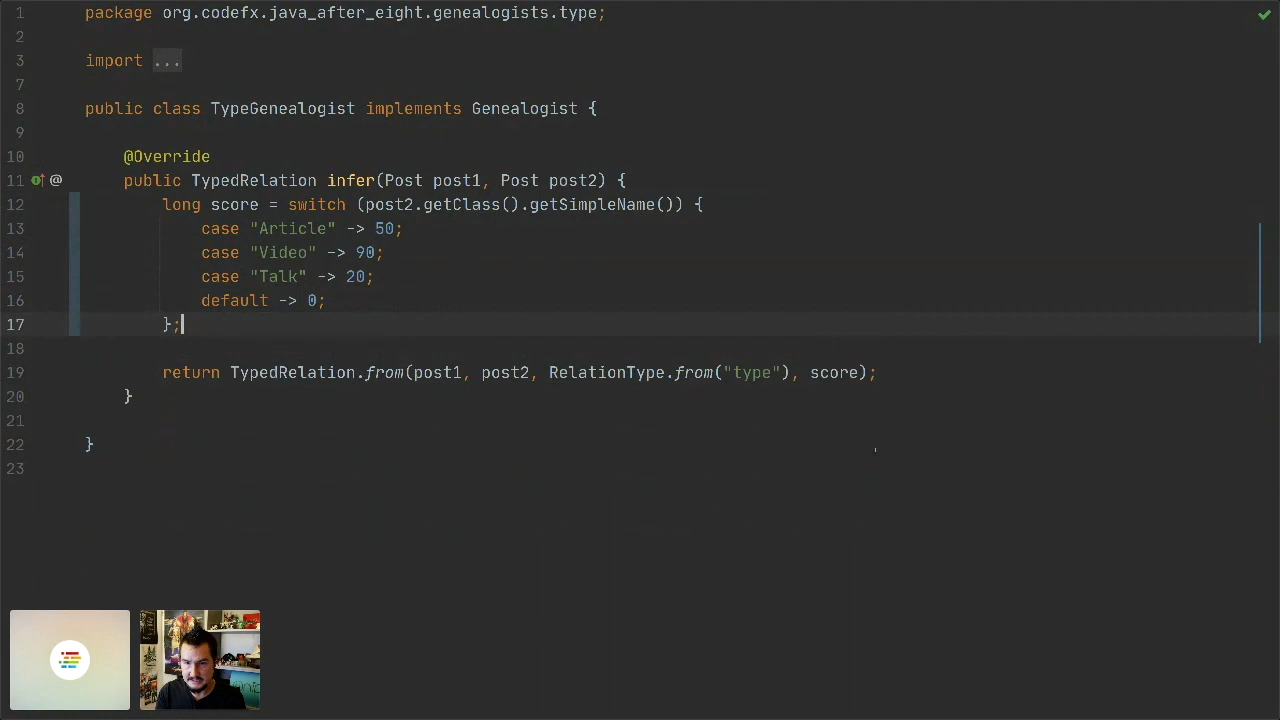 1 package org.codefx.java_after_eight.genealogists.type;
2
3 import ...
7
8 public class TypeGenealogist implements Genealogist {
9
10 @Override
11 @ public TypedRelation infer(Post post1, Post post2) {
12 long score = switch (post2.getClass().getSimpleName()) {
13 case "Article" -> 50;
14 case "Video" -> 90;
15 case "Talk" -> 20;
16 default -> 0;
17 };
18
19 return TypedRelation.from(post1, post2, RelationType.from("type"), score);
20 }
21
22 }
23